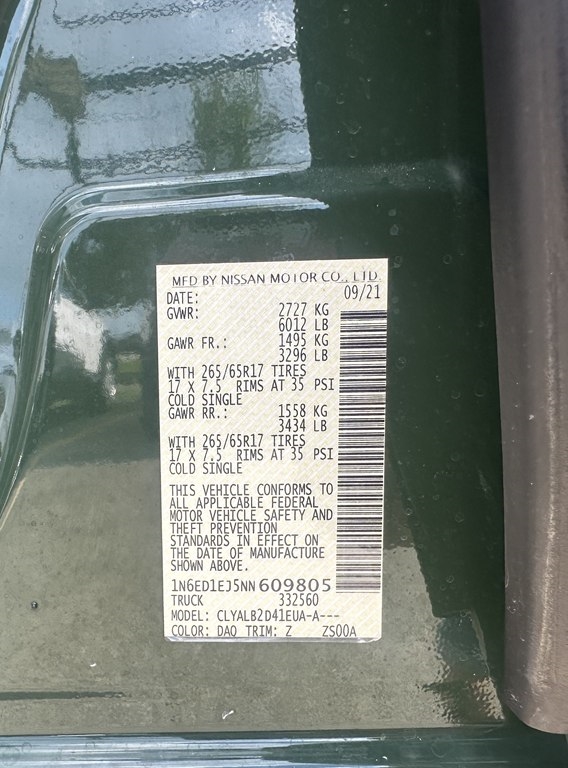 MFD BY NISSAN MOTOR CO., LTD.
DATE: 09/21
GVWR: 2727 KG
6012 LB
GAWR FR.: 1495 KG
3296 LB
WITH 265/65R17 TIRES
17 X 7.5 RIMS AT 35 PSI
COLD SINGLE
GAWR RR.: 1558 KG
3434 LB
WITH 265/65R17 TIRES
17 X 7.5 RIMS AT 35 PSI
COLD SINGLE
THIS VEHICLE CONFORMS TO
ALL APPLICABLE FEDERAL
MOTOR VEHICLE SAFETY AND
THEFT PREVENTION
STANDARDS IN EFFECT ON
THE DATE OF MANUFACTURE
SHOWN ABOVE.
1N6ED1EJ5NN609805
TRUCK 332560
MODEL: CLYALB2D41EUA-A---
COLOR: DAQ TRIM: Z ZS00A